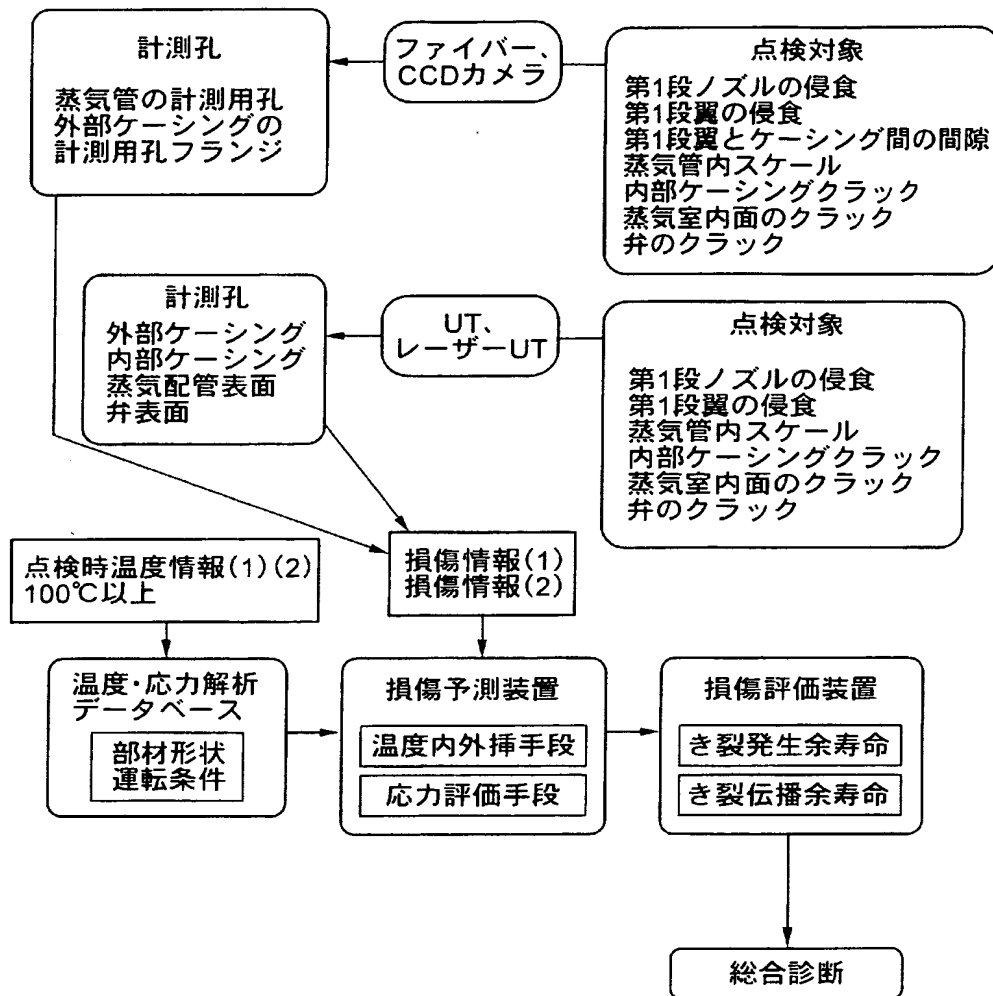 計測孔
蒸気管の計測用孔
外部ケーシングの
計測用孔フランジ
ファイバー、
CCDカメラ
点検対象
第1段ノズルの侵食
第1段翼の侵食
第1段翼とケーシング間の間隙
蒸気管内スケール
内部ケーシングクラック
蒸気室内面のクラック
弁のクラック
計測孔
外部ケーシング
内部ケーシング
蒸気配管表面
弁表面
UT、
レーザーUT
点検対象
第1段ノズルの侵食
第1段翼の侵食
蒸気管内スケール
内部ケーシングクラック
蒸気室内面のクラック
弁のクラック
点検時温度情報(1)(2)
100℃以上
損傷情報(1)
損傷情報(2)
温度・応力解析
データベース
部材形状
運転条件
損傷予測装置
温度内外挿手段
応力評価手段
損傷評価装置
き裂発生余寿命
き裂伝播余寿命
総合診断